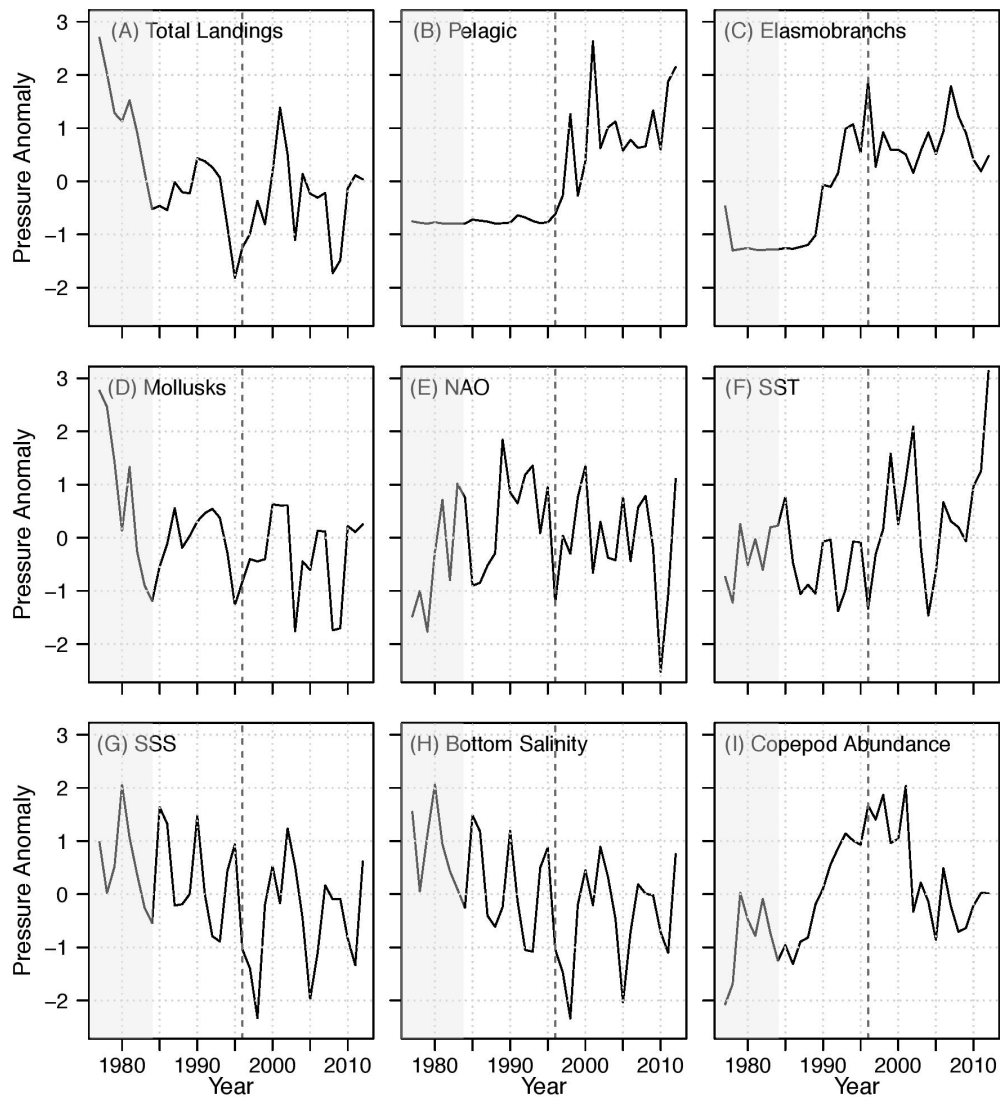 (A) Total Landings
(B) Pelagic
(C) Elasmobranchs
Pressure Anomaly
3
2
1
0
−1
−2
(D) Mollusks
(E) NAO
(F) SST
Pressure Anomaly
3
2
1
0
−1
−2
(G) SSS
(H) Bottom Salinity
(I) Copepod Abundance
Pressure Anomaly
3
2
1
0
−1
−2
1980 1990 2000 2010
1980 1990 2000 2010
1980 1990 2000 2010
Year
Year
Year